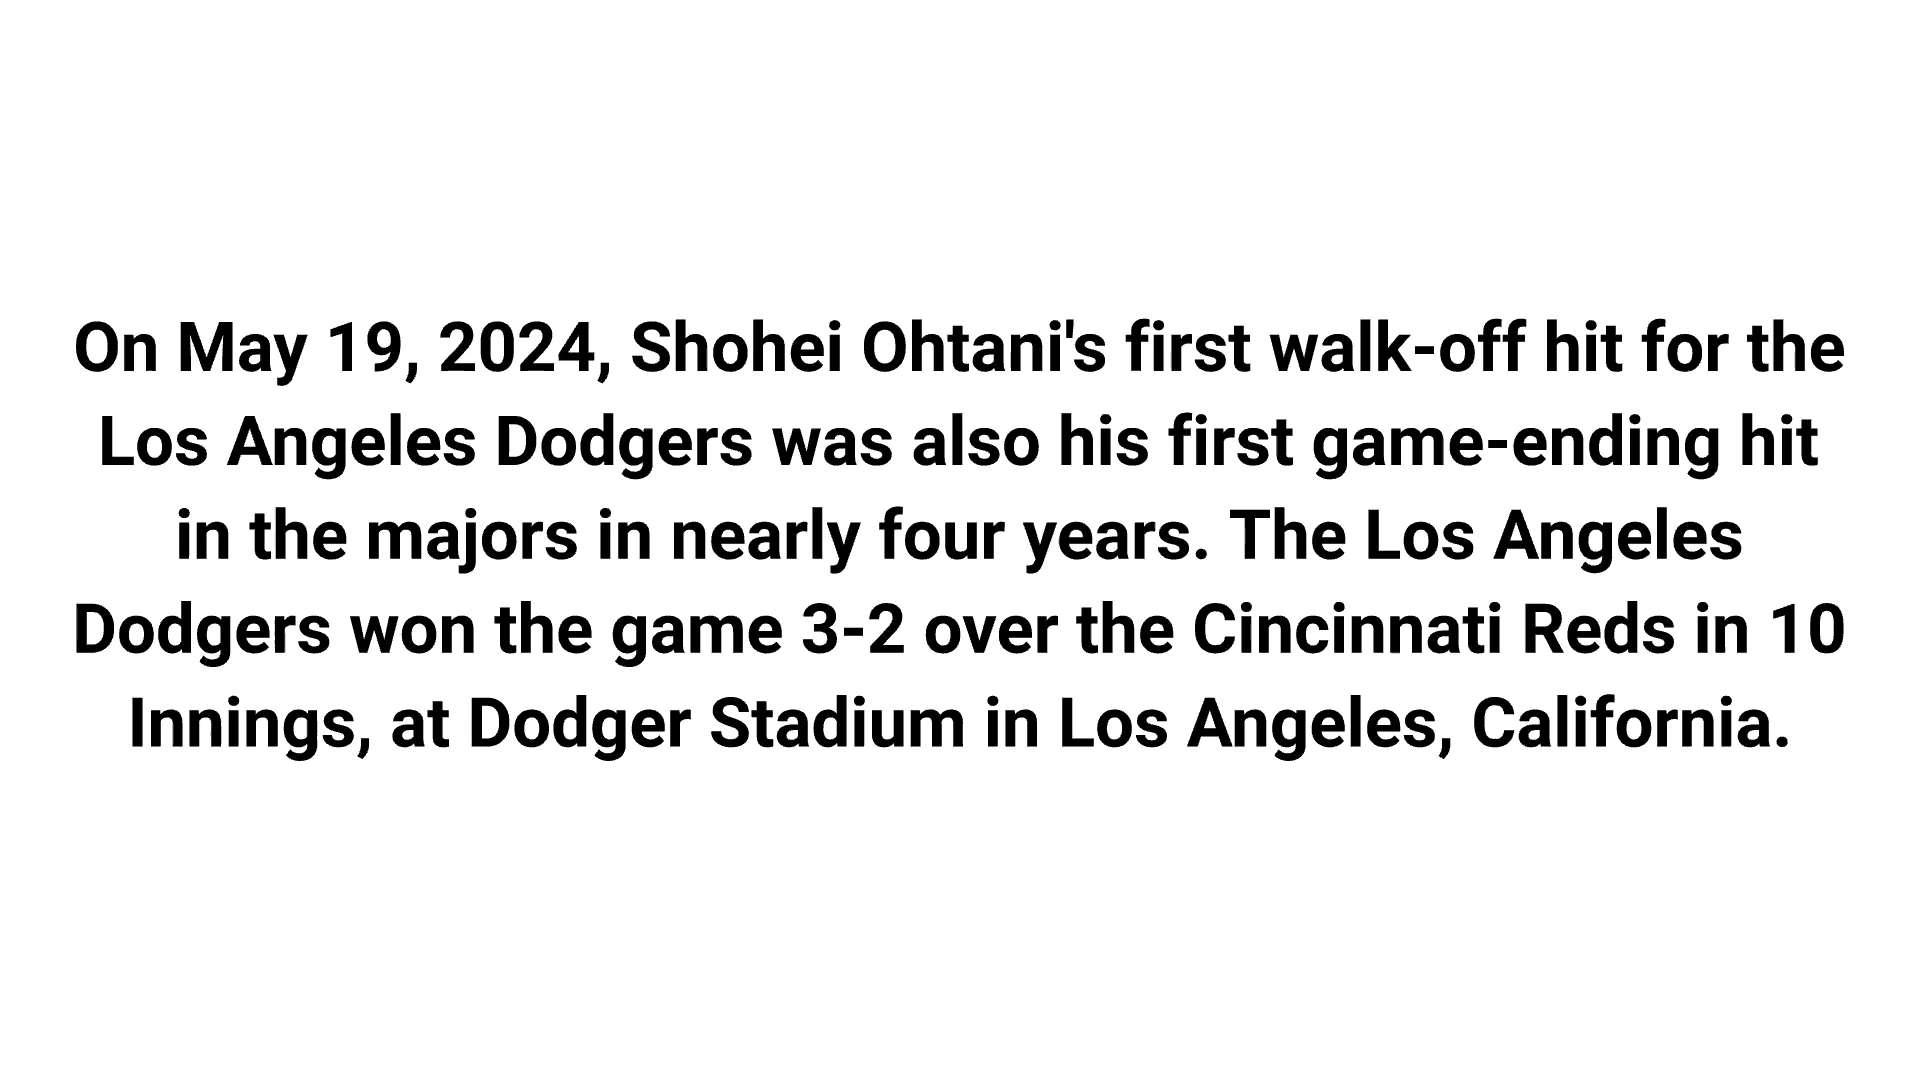 On May 19, 2024, Shohei Ohtani's first walk-off hit for the
Los Angeles Dodgers was also his first game-ending hit
in the majors in nearly four years. The Los Angeles
Dodgers won the game 3-2 over the Cincinnati Reds in 10
Innings, at Dodger Stadium in Los Angeles, California.